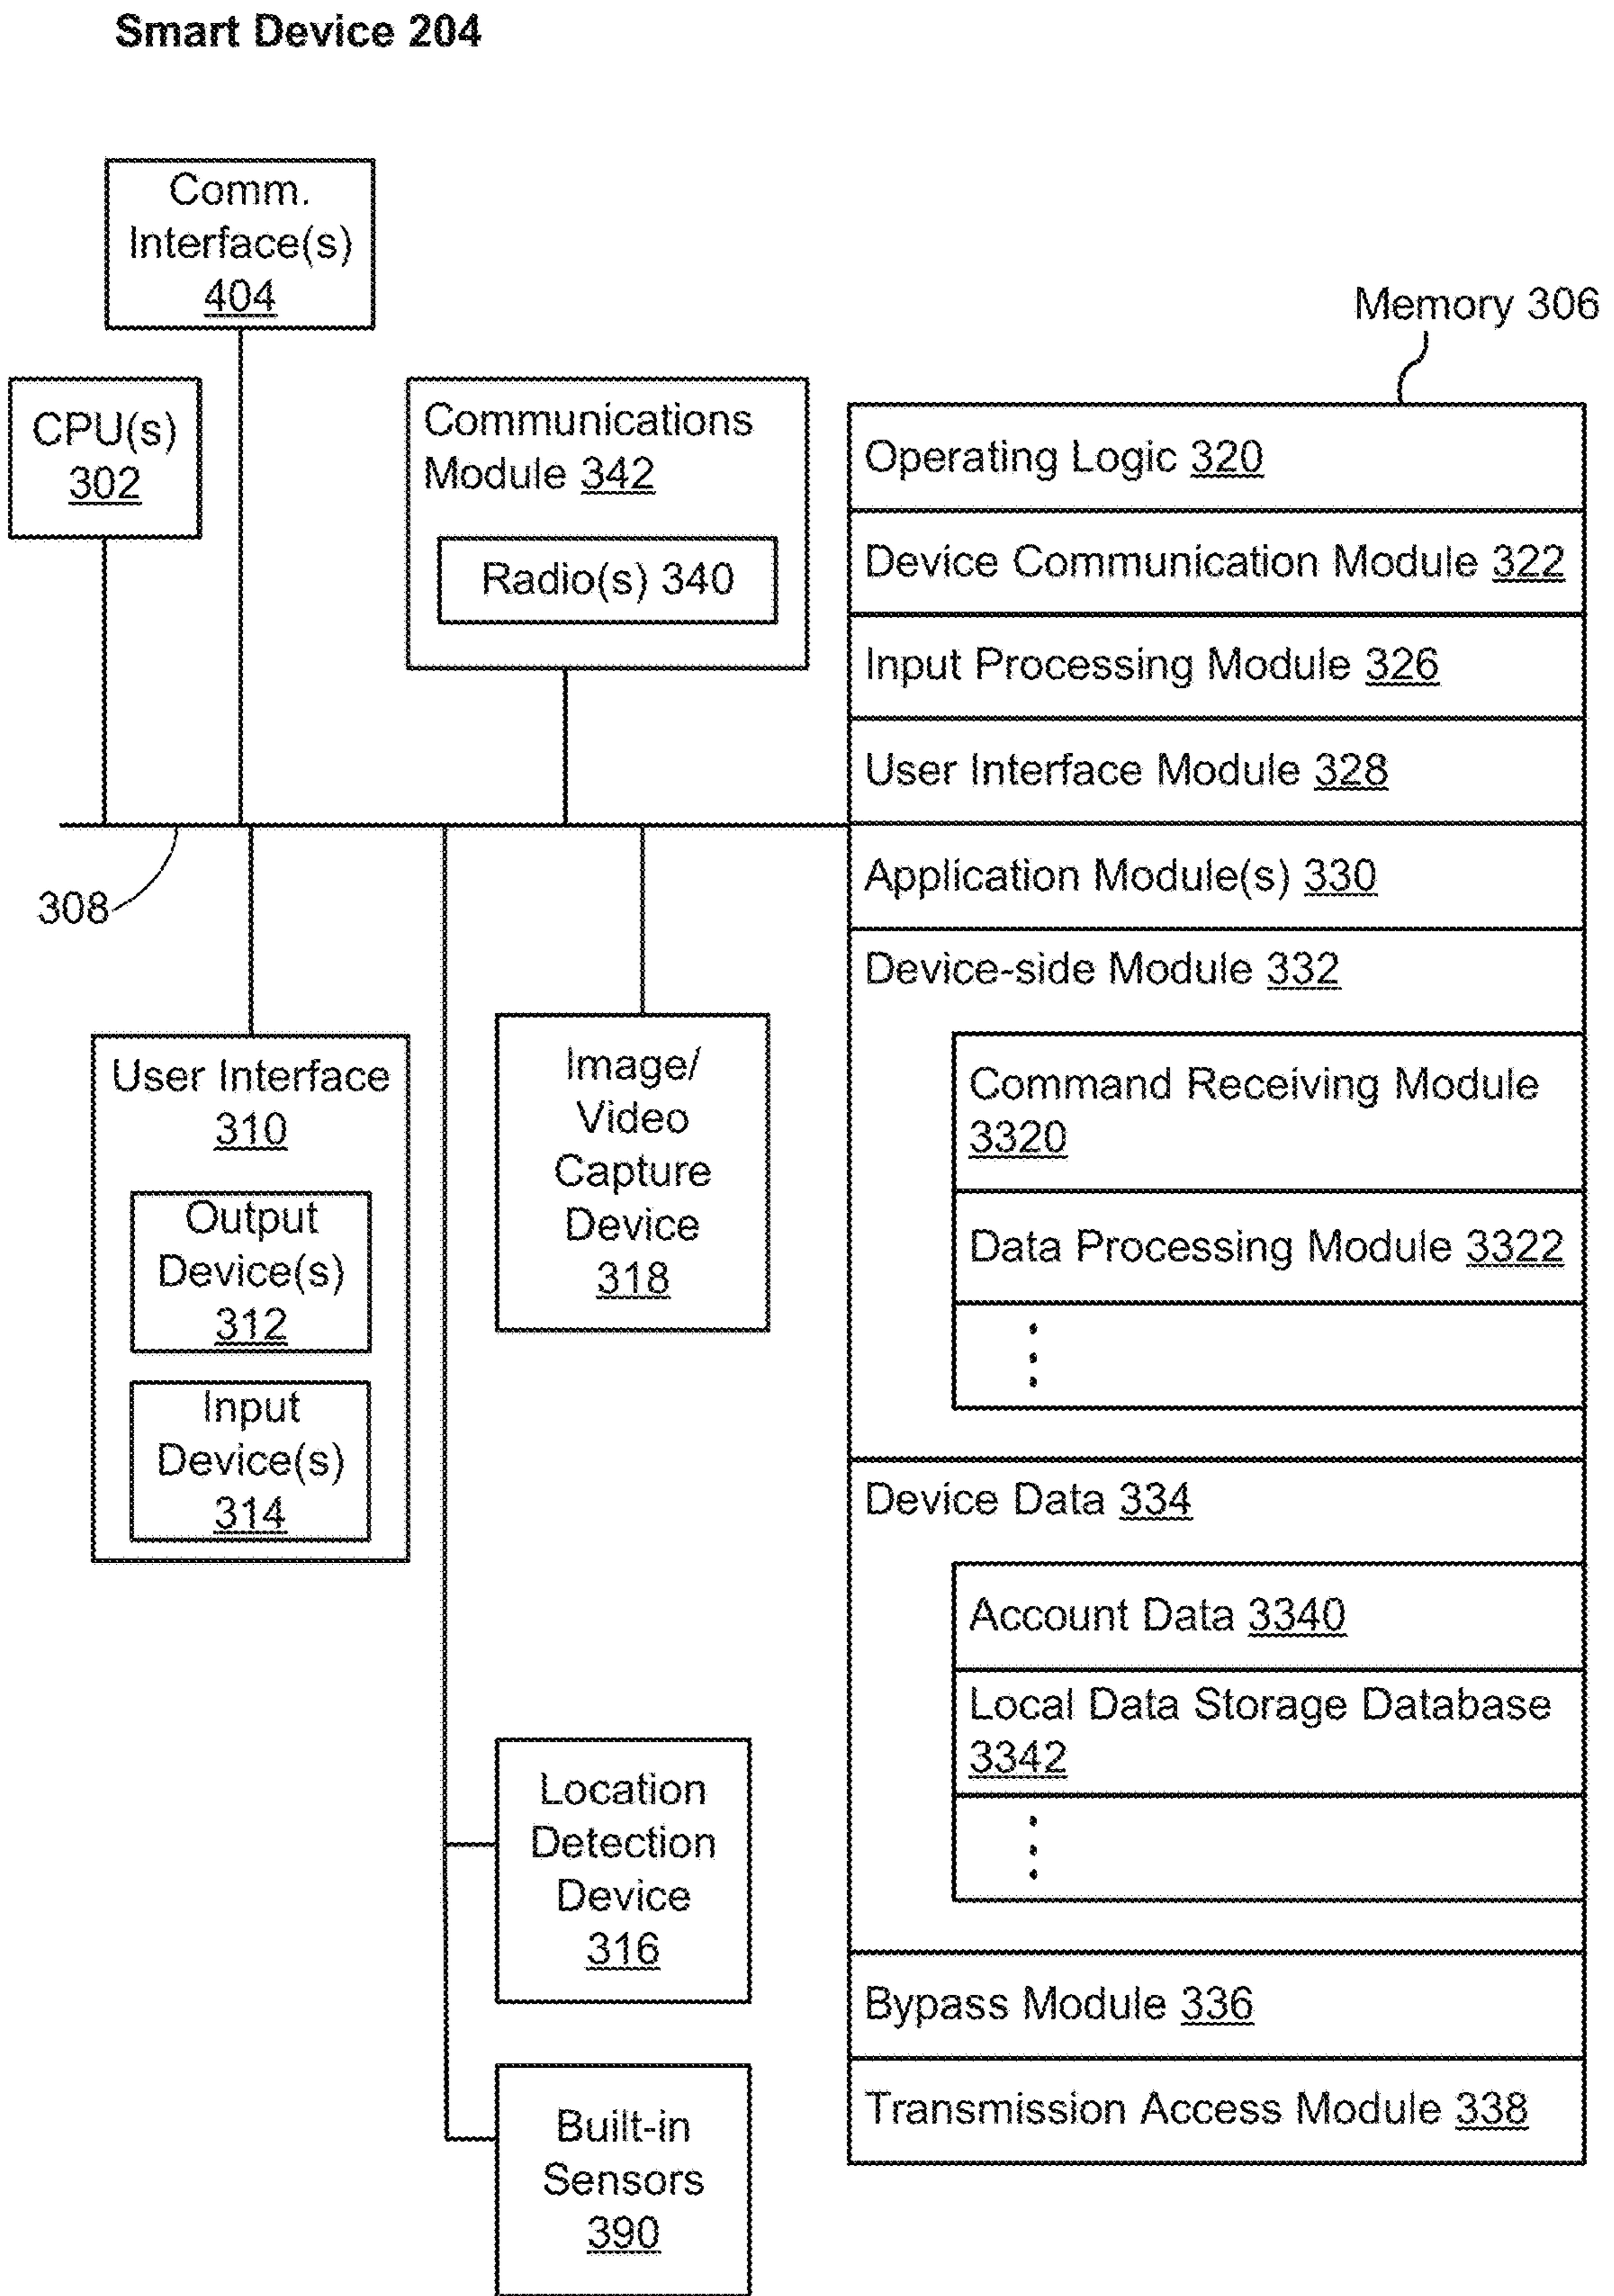 Smart Device 204
Comm.
Interface(s)
404
Memory 306
CPU(s)
302
Communications
Module 342
Radio(s) 340
Operating Logic 320
Device Communication Module 322
Input Processing Module 326
User Interface Module 328
Application Module(s) 330
308
Device-side Module 332
Command Receiving Module
3320
Data Processing Module 3322
User Interface
310
Output
Device(s)
312
Input
Device(s)
314
Image/
Video
Capture
Device
318
Device Data 334
Account Data 3340
Local Data Storage Database
3342
Location
Detection
Device
316
Bypass Module 336
Transmission Access Module 338
Built-in
Sensors
390